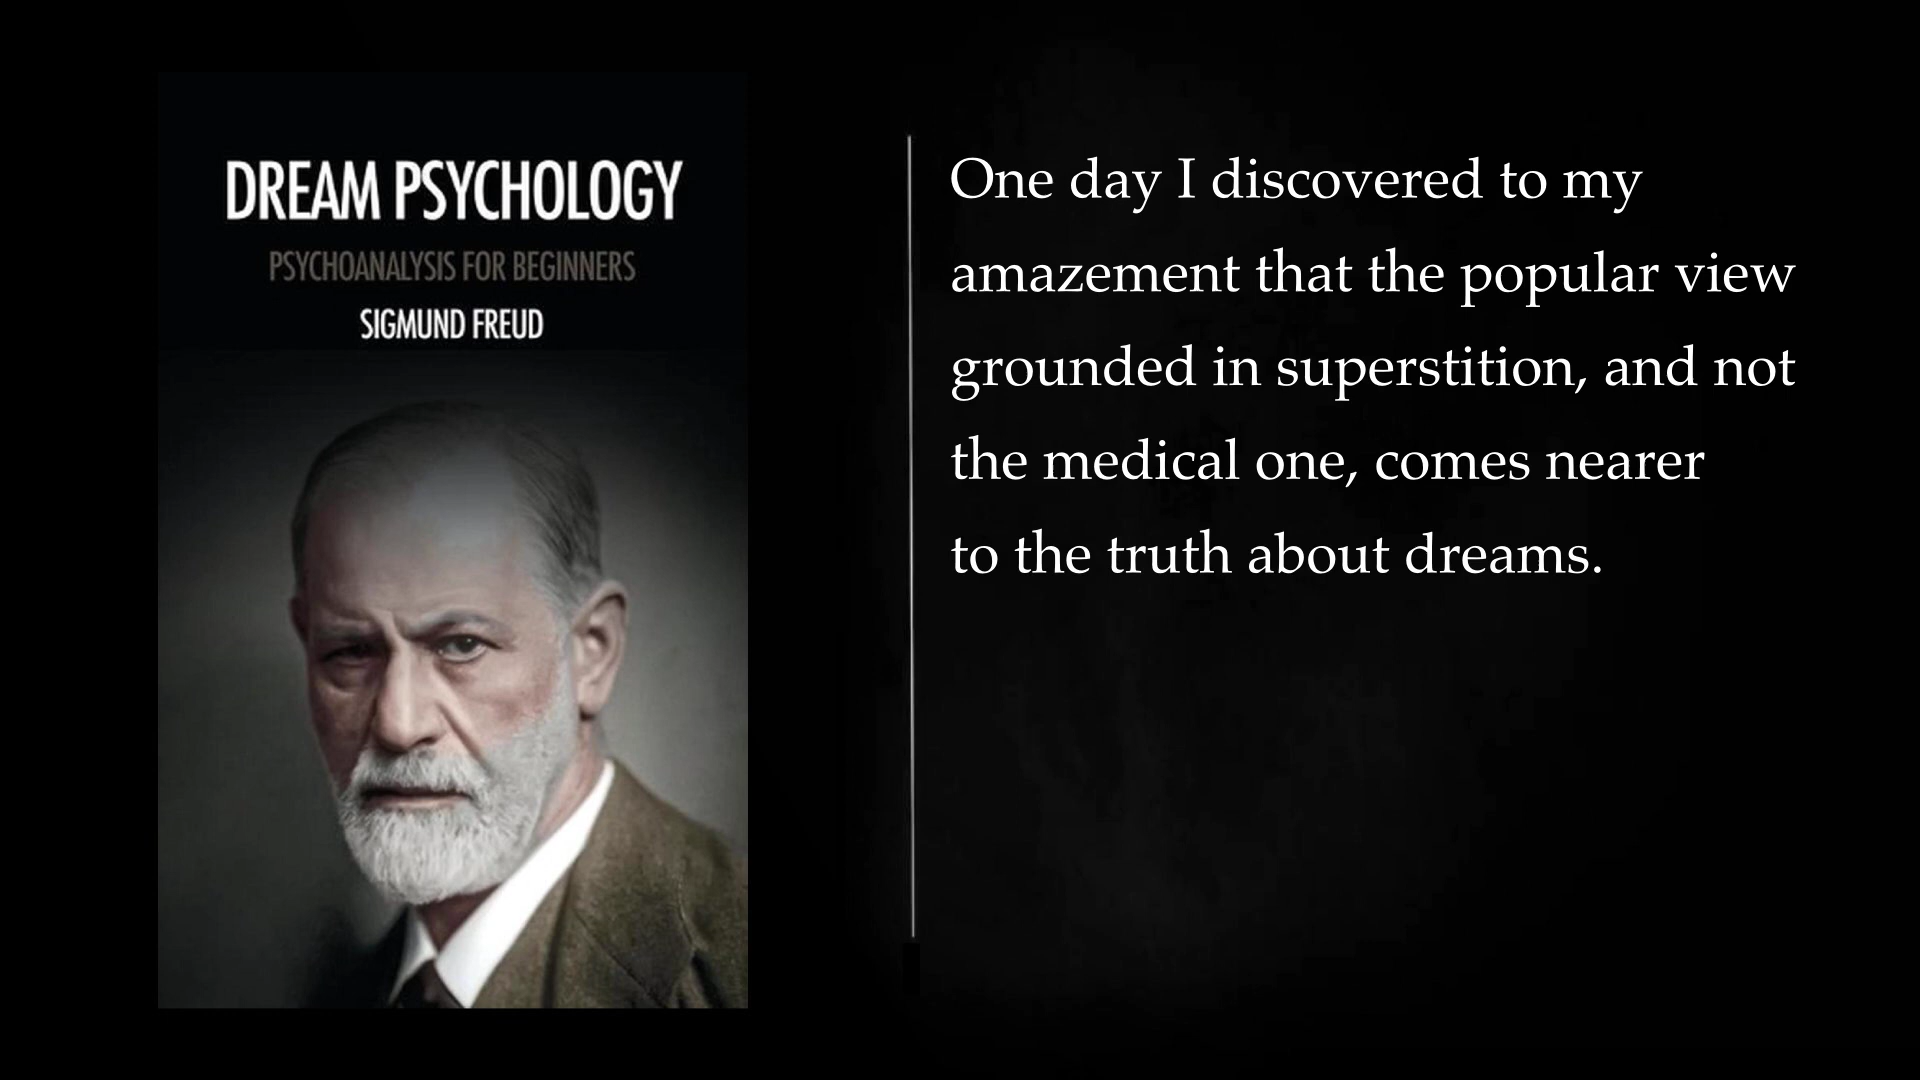 DREAM PSYCHOLOGY
PSYCHOANALYSIS FOR BEGINNERS
SIGMUND FREUD
One day I discovered to my
amazement that the popular view
grounded in superstition, and not
the medical one, comes nearer
to the truth about dreams.